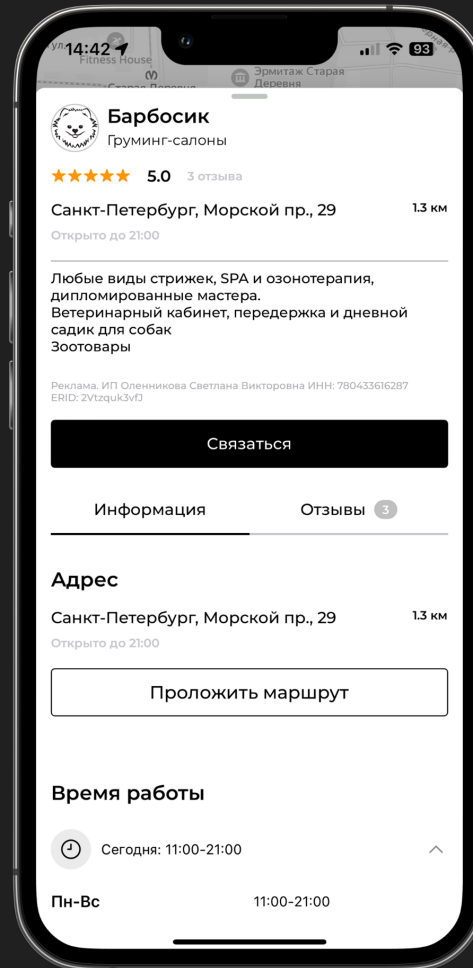 14:42
93
ул.
Fitness House
Эрмитаж Старая
Старая Деревня
Деревня
Барбосик
Груминг-салоны
5.0 3 отзыва
Санкт-Петербург, Морской пр., 29 1.3 км
Открыто до 21:00
Любые виды стрижек, SPA и озонотерапия,
дипломированные мастера.
Ветеринарный кабинет, передержка и дневной
садик для собак
Зоотовары
Реклама. ИП Оленникова Светлана Викторовна ИНН: 780433616287
ERID: 2Vtzquk3vfJ
Связаться
Информация Отзывы 3
Адрес
Санкт-Петербург, Морской пр., 29 1.3 км
Открыто до 21:00
Проложить маршрут
Время работы
Сегодня: 11:00-21:00
Пн-Вс 11:00-21:00